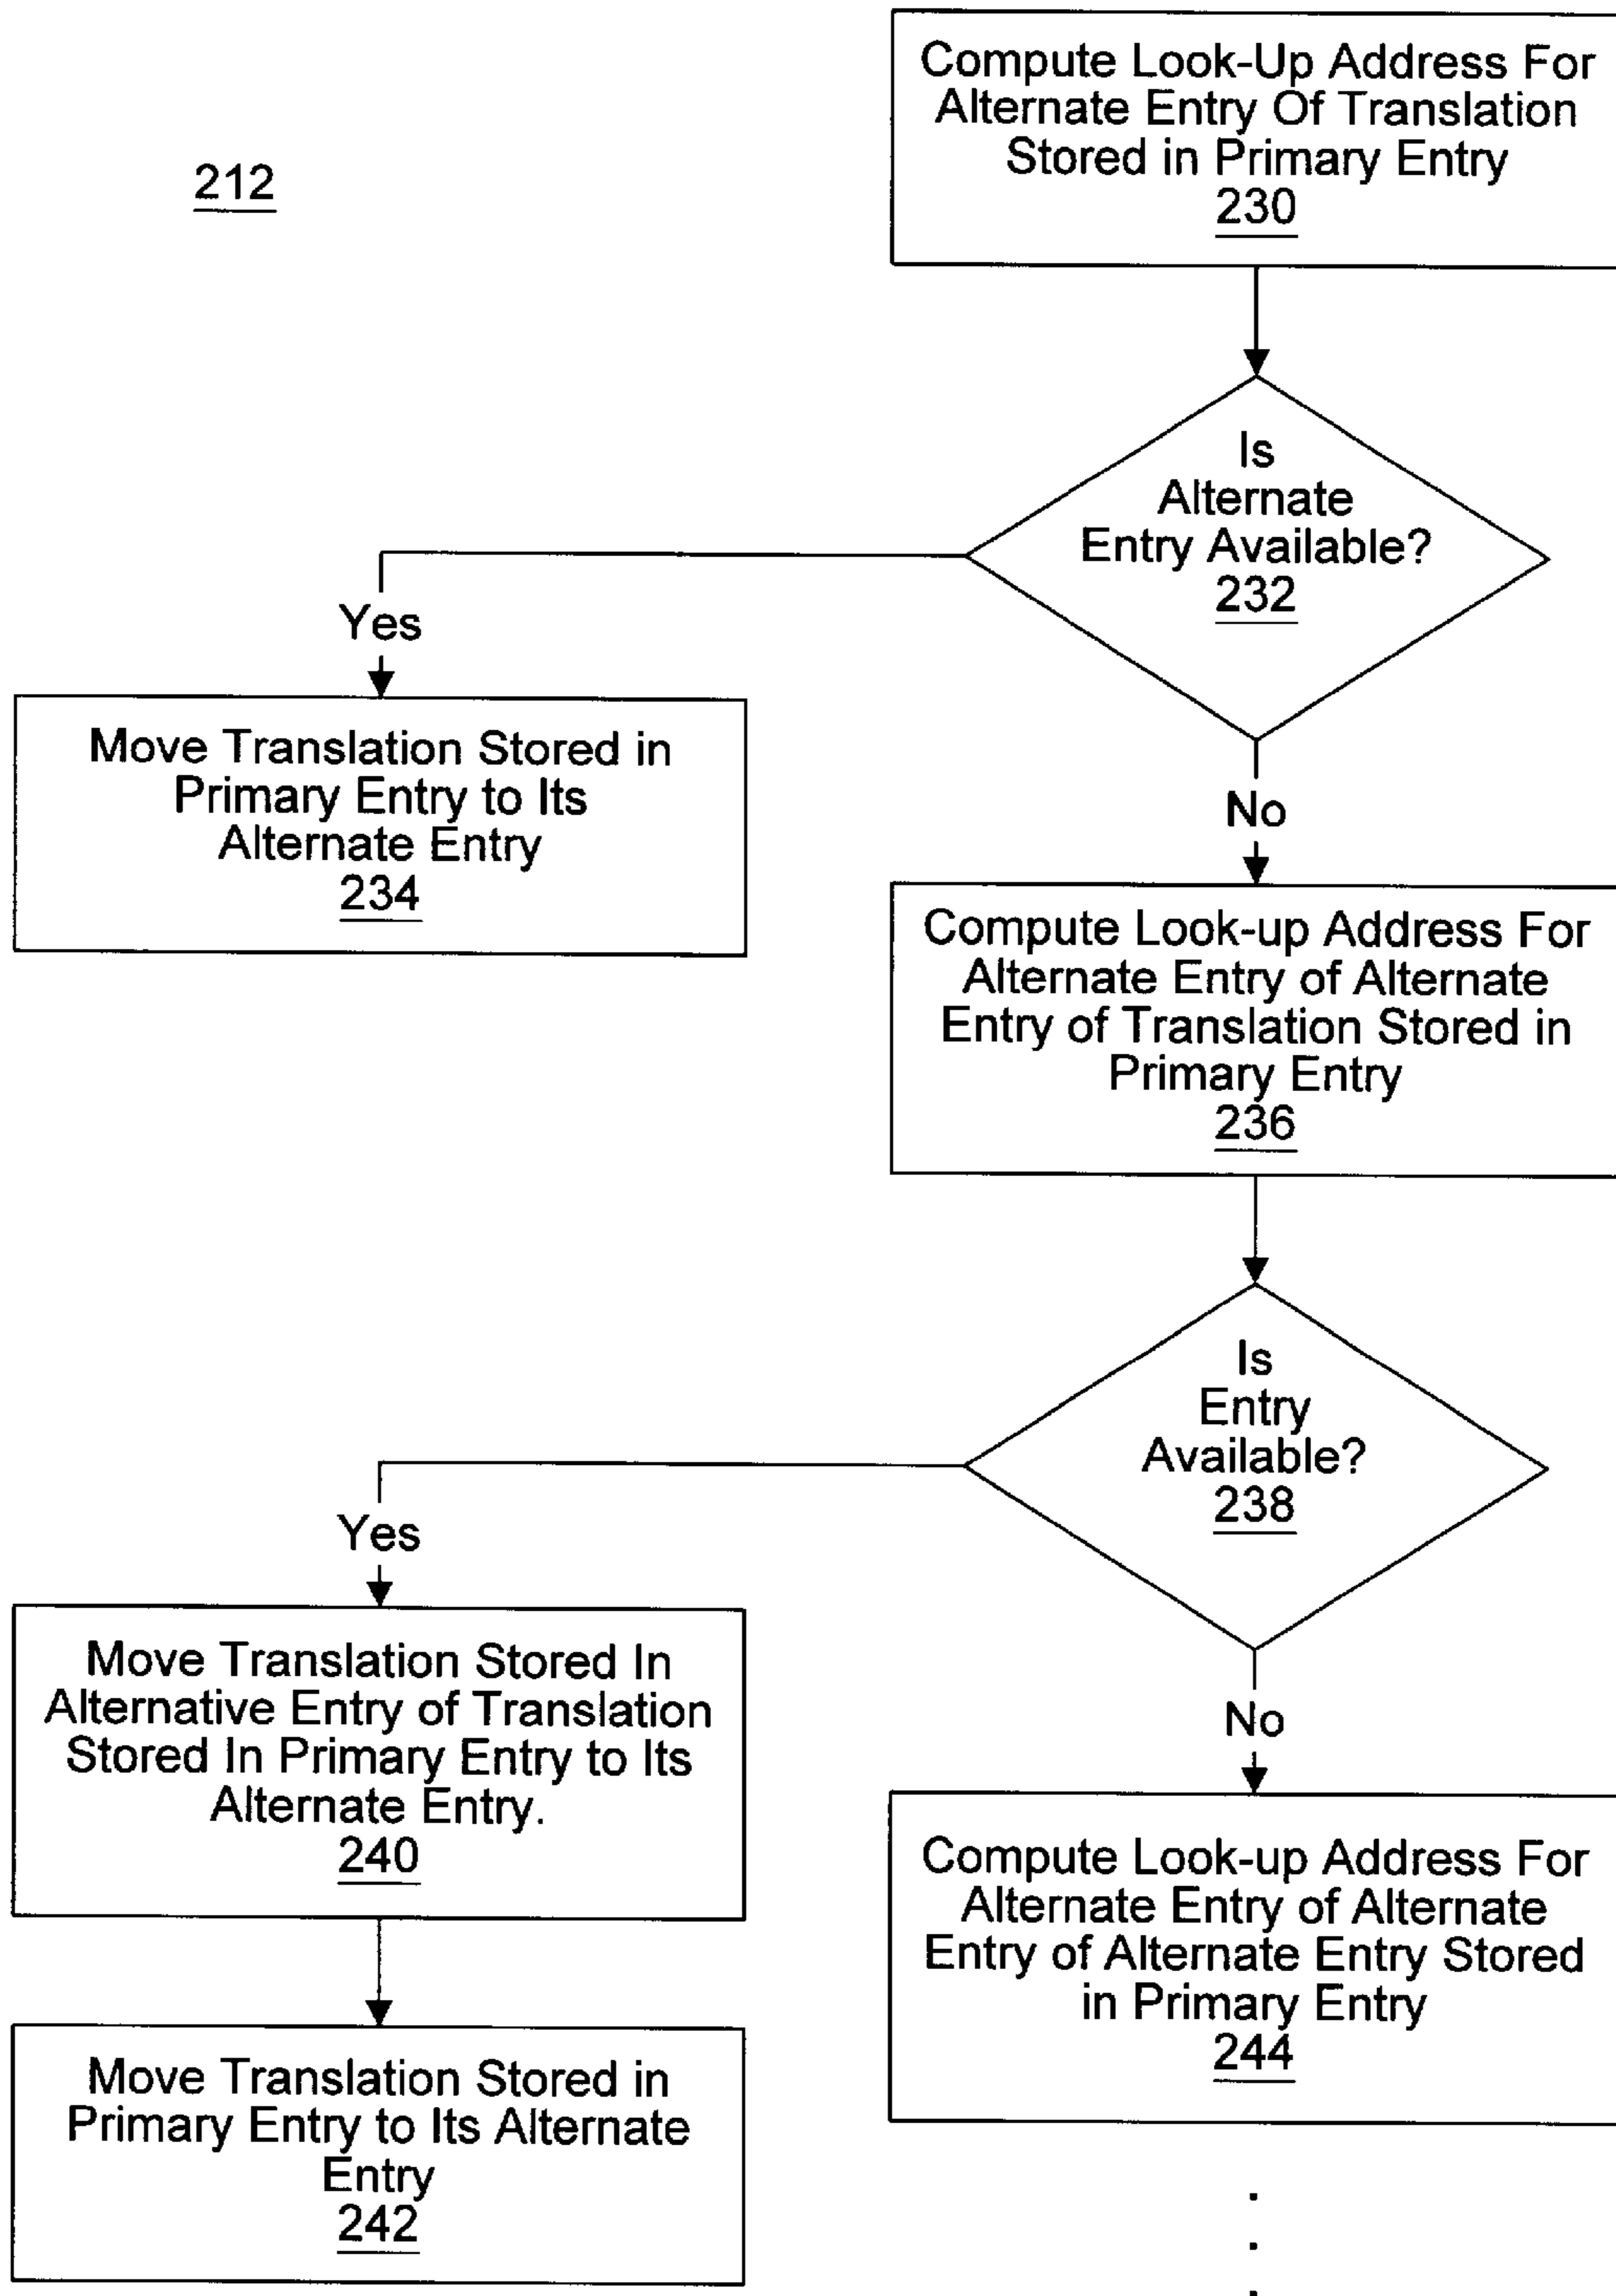 212
Compute Look-Up Address For
Alternate Entry Of Translation
Stored in Primary Entry
230
Is
Alternate
Entry Available?
232
Yes
No
Move Translation Stored in
Primary Entry to Its
Alternate Entry
234
Compute Look-up Address For
Alternate Entry of Alternate
Entry of Translation Stored in
Primary Entry
236
Is
Entry
Available?
238
Yes
No
Move Translation Stored In
Alternative Entry of Translation
Stored In Primary Entry to Its
Alternate Entry.
240
Compute Look-up Address For
Alternate Entry of Alternate
Entry of Alternate Entry Stored
in Primary Entry
244
Move Translation Stored in
Primary Entry to Its Alternate
Entry
242
.
.
.